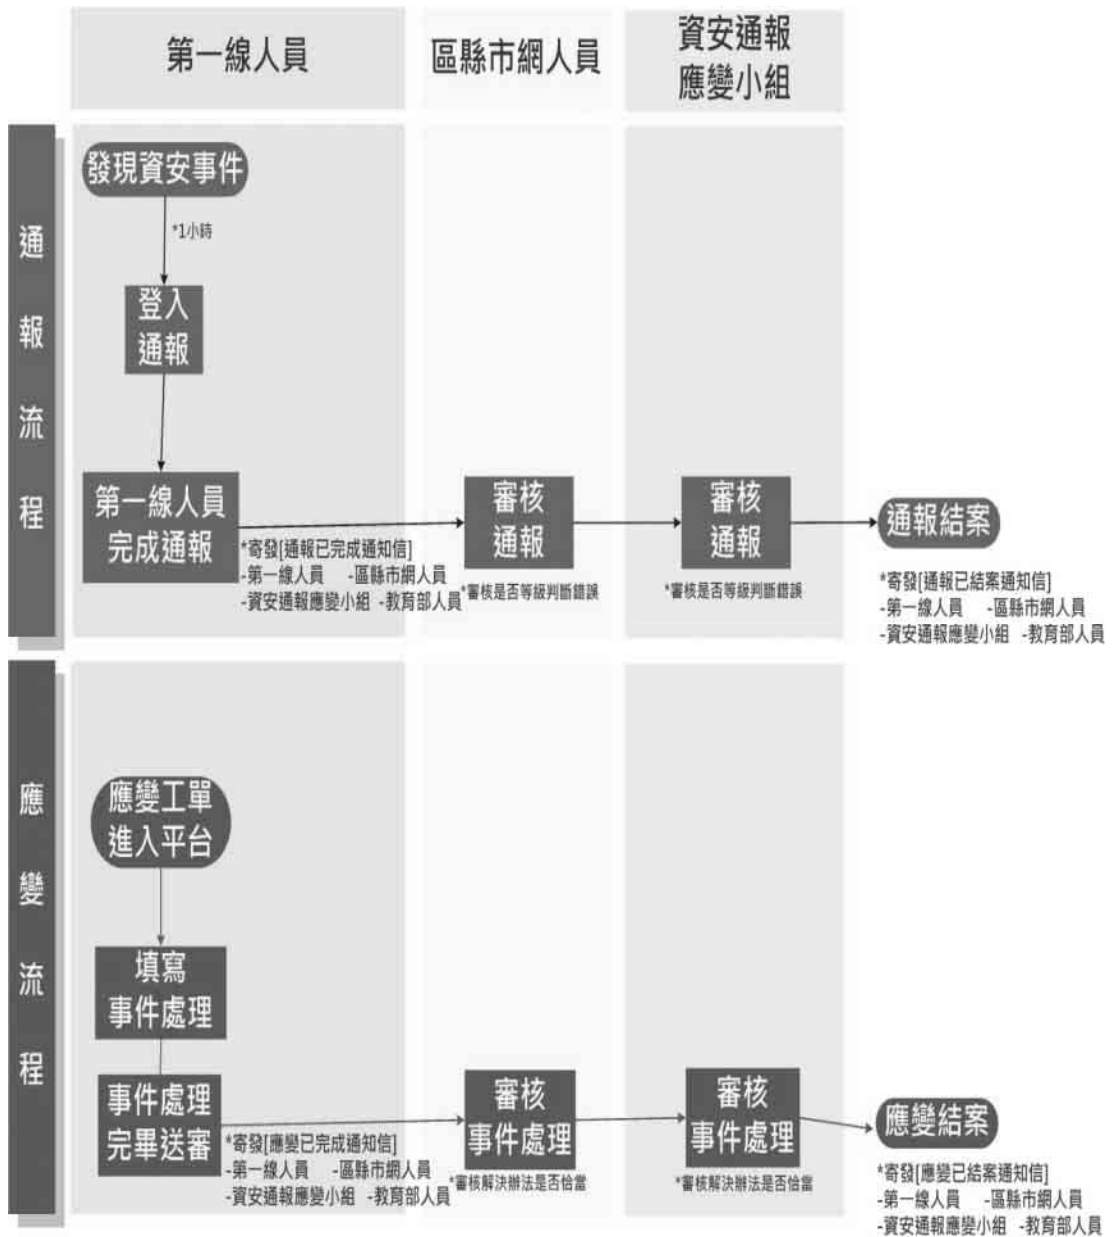 第一線人員
區縣市網人員
資安通報
應變小組
通報流程
發現資安事件
*1小時
登入
通報
第一線人員
完成通報
*寄發[通報已完成通知信]
-第一線人員 -區縣市網人員
-資安通報應變小組 -教育部人員
審核
通報
*審核是否等級判斷錯誤
審核
通報
*審核是否等級判斷錯誤
通報結案
*寄發[通報已結案通知信]
-第一線人員 -區縣市網人員
-資安通報應變小組 -教育部人員
應變流程
應變工單
進入平台
填寫
事件處理
事件處理
完畢送審
*寄發[應變已完成通知信]
-第一線人員 -區縣市網人員
-資安通報應變小組 -教育部人員
審核
事件處理
*審核解決辦法是否恰當
審核
事件處理
*審核解決辦法是否恰當
應變結案
*寄發[應變已結案通知信]
-第一線人員 -區縣市網人員
-資安通報應變小組 -教育部人員